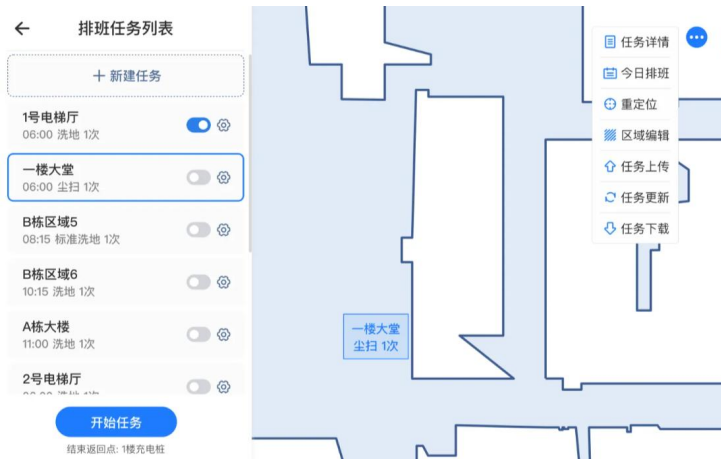 排班任务列表
+ 新建任务
1号电梯厅
06:00 洗地 1次
一楼大堂
06:00 尘扫 1次
B栋区域5
08:15 标准洗地 1次
B栋区域6
10:15 洗地 1次
A栋大楼
11:00 洗地 1次
2号电梯厅
开始任务
结束返回点: 1楼充电桩
一楼大堂
尘扫 1次
任务详情
今日排班
重定位
区域编辑
任务上传
任务更新
任务下载